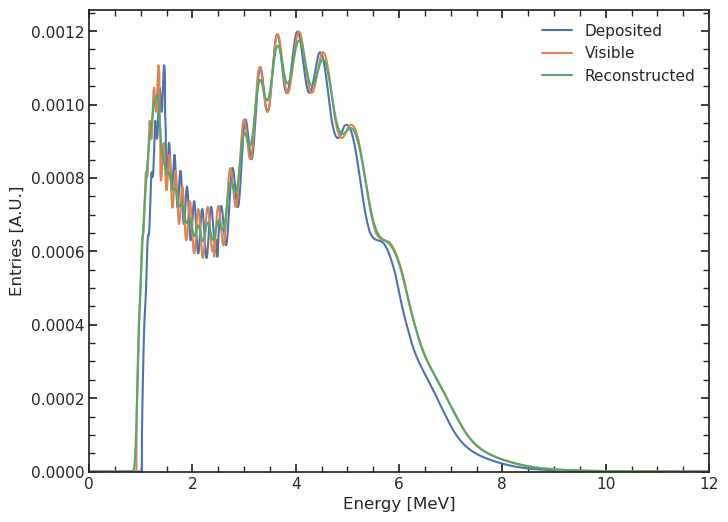 Deposited
Visible
Reconstructed
0.0012
0.0010
0.0008
0.0006
0.0004
0.0002
0.0000
Entries [A.U.]
0 2 4 6 8 10 12
Energy [MeV]